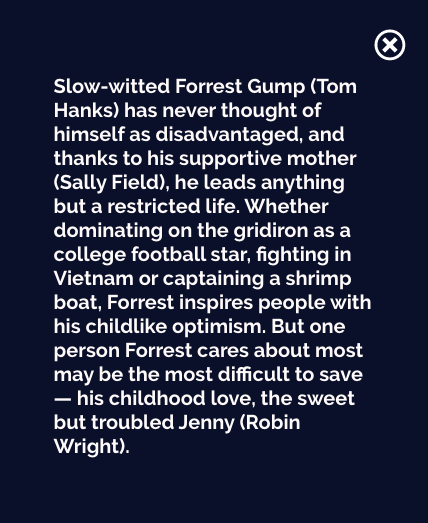 Slow-witted Forrest Gump (Tom
Hanks) has never thought of
himself as disadvantaged, and
thanks to his supportive mother
(Sally Field), he leads anything
but a restricted life. Whether
dominating on the gridiron as a
college football star, fighting in
Vietnam or captaining a shrimp
boat, Forrest inspires people with
his childlike optimism. But one
person Forrest cares about most
may be the most difficult to save
— his childhood love, the sweet
but troubled Jenny (Robin
Wright).